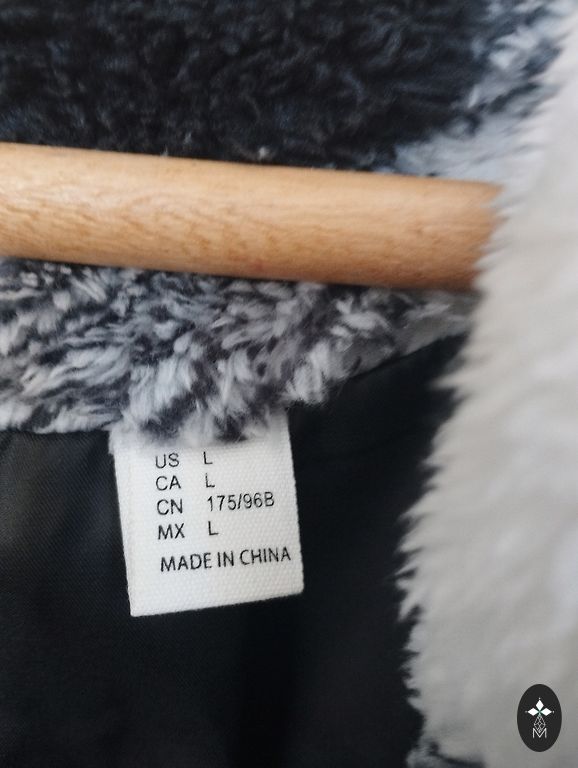 US L
CA L
CN 175/96B
MX L
MADE IN CHINA
M